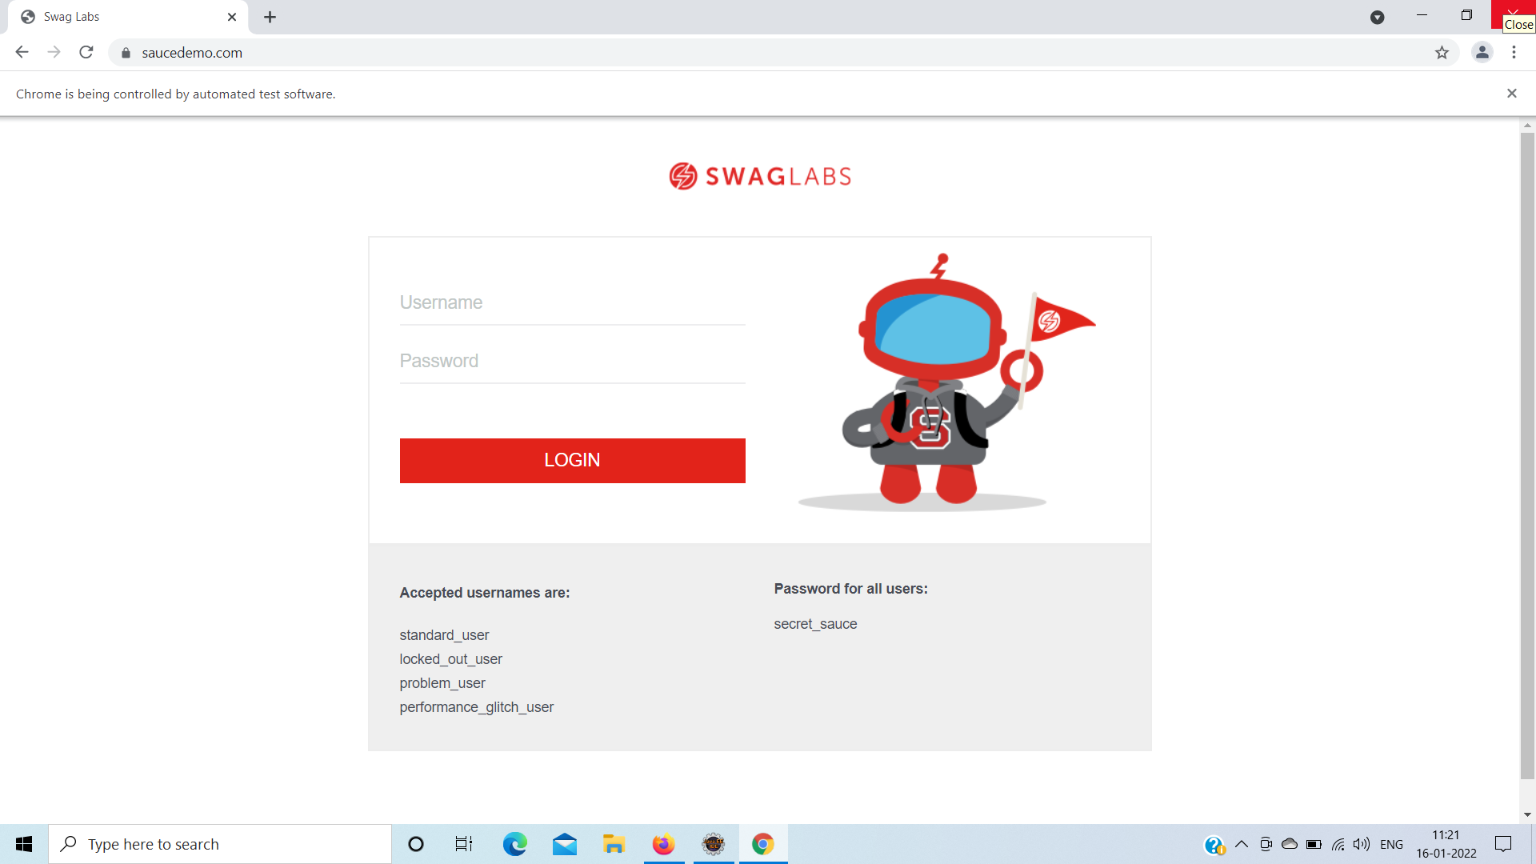 Swag Labs
Close
saucedemo.com
Chrome is being controlled by automated test software.
SWAGLABS
Username
Password
LOGIN
S
Accepted usernames are:
standard_user
locked_out_user
problem_user
performance_glitch_user
Password for all users:
secret_sauce
Type here to search
ENG
11:21
16-01-2022